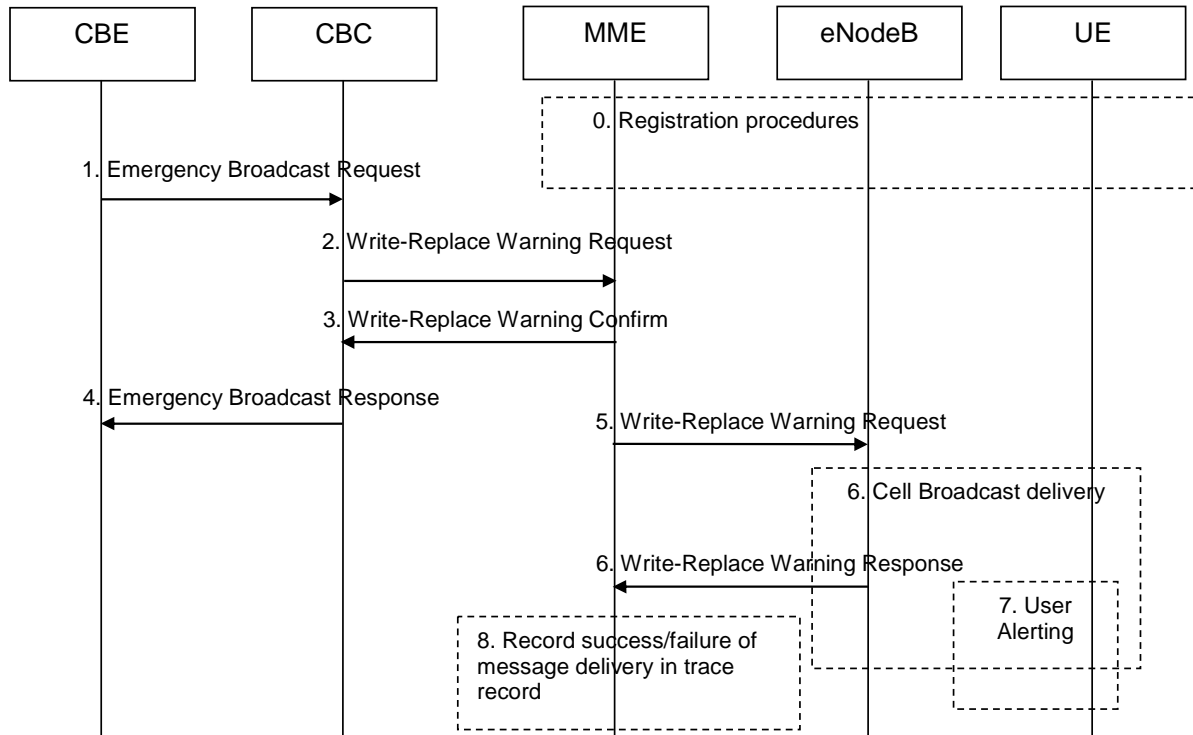 CBE
CBC
MME
eNodeB
UE
0. Registration procedures
1. Emergency Broadcast Request
2. Write-Replace Warning Request
3. Write-Replace Warning Confirm
4. Emergency Broadcast Response
5. Write-Replace Warning Request
6. Cell Broadcast delivery
6. Write-Replace Warning Response
7. User
Alerting
8. Record success/failure of
message delivery in trace
record